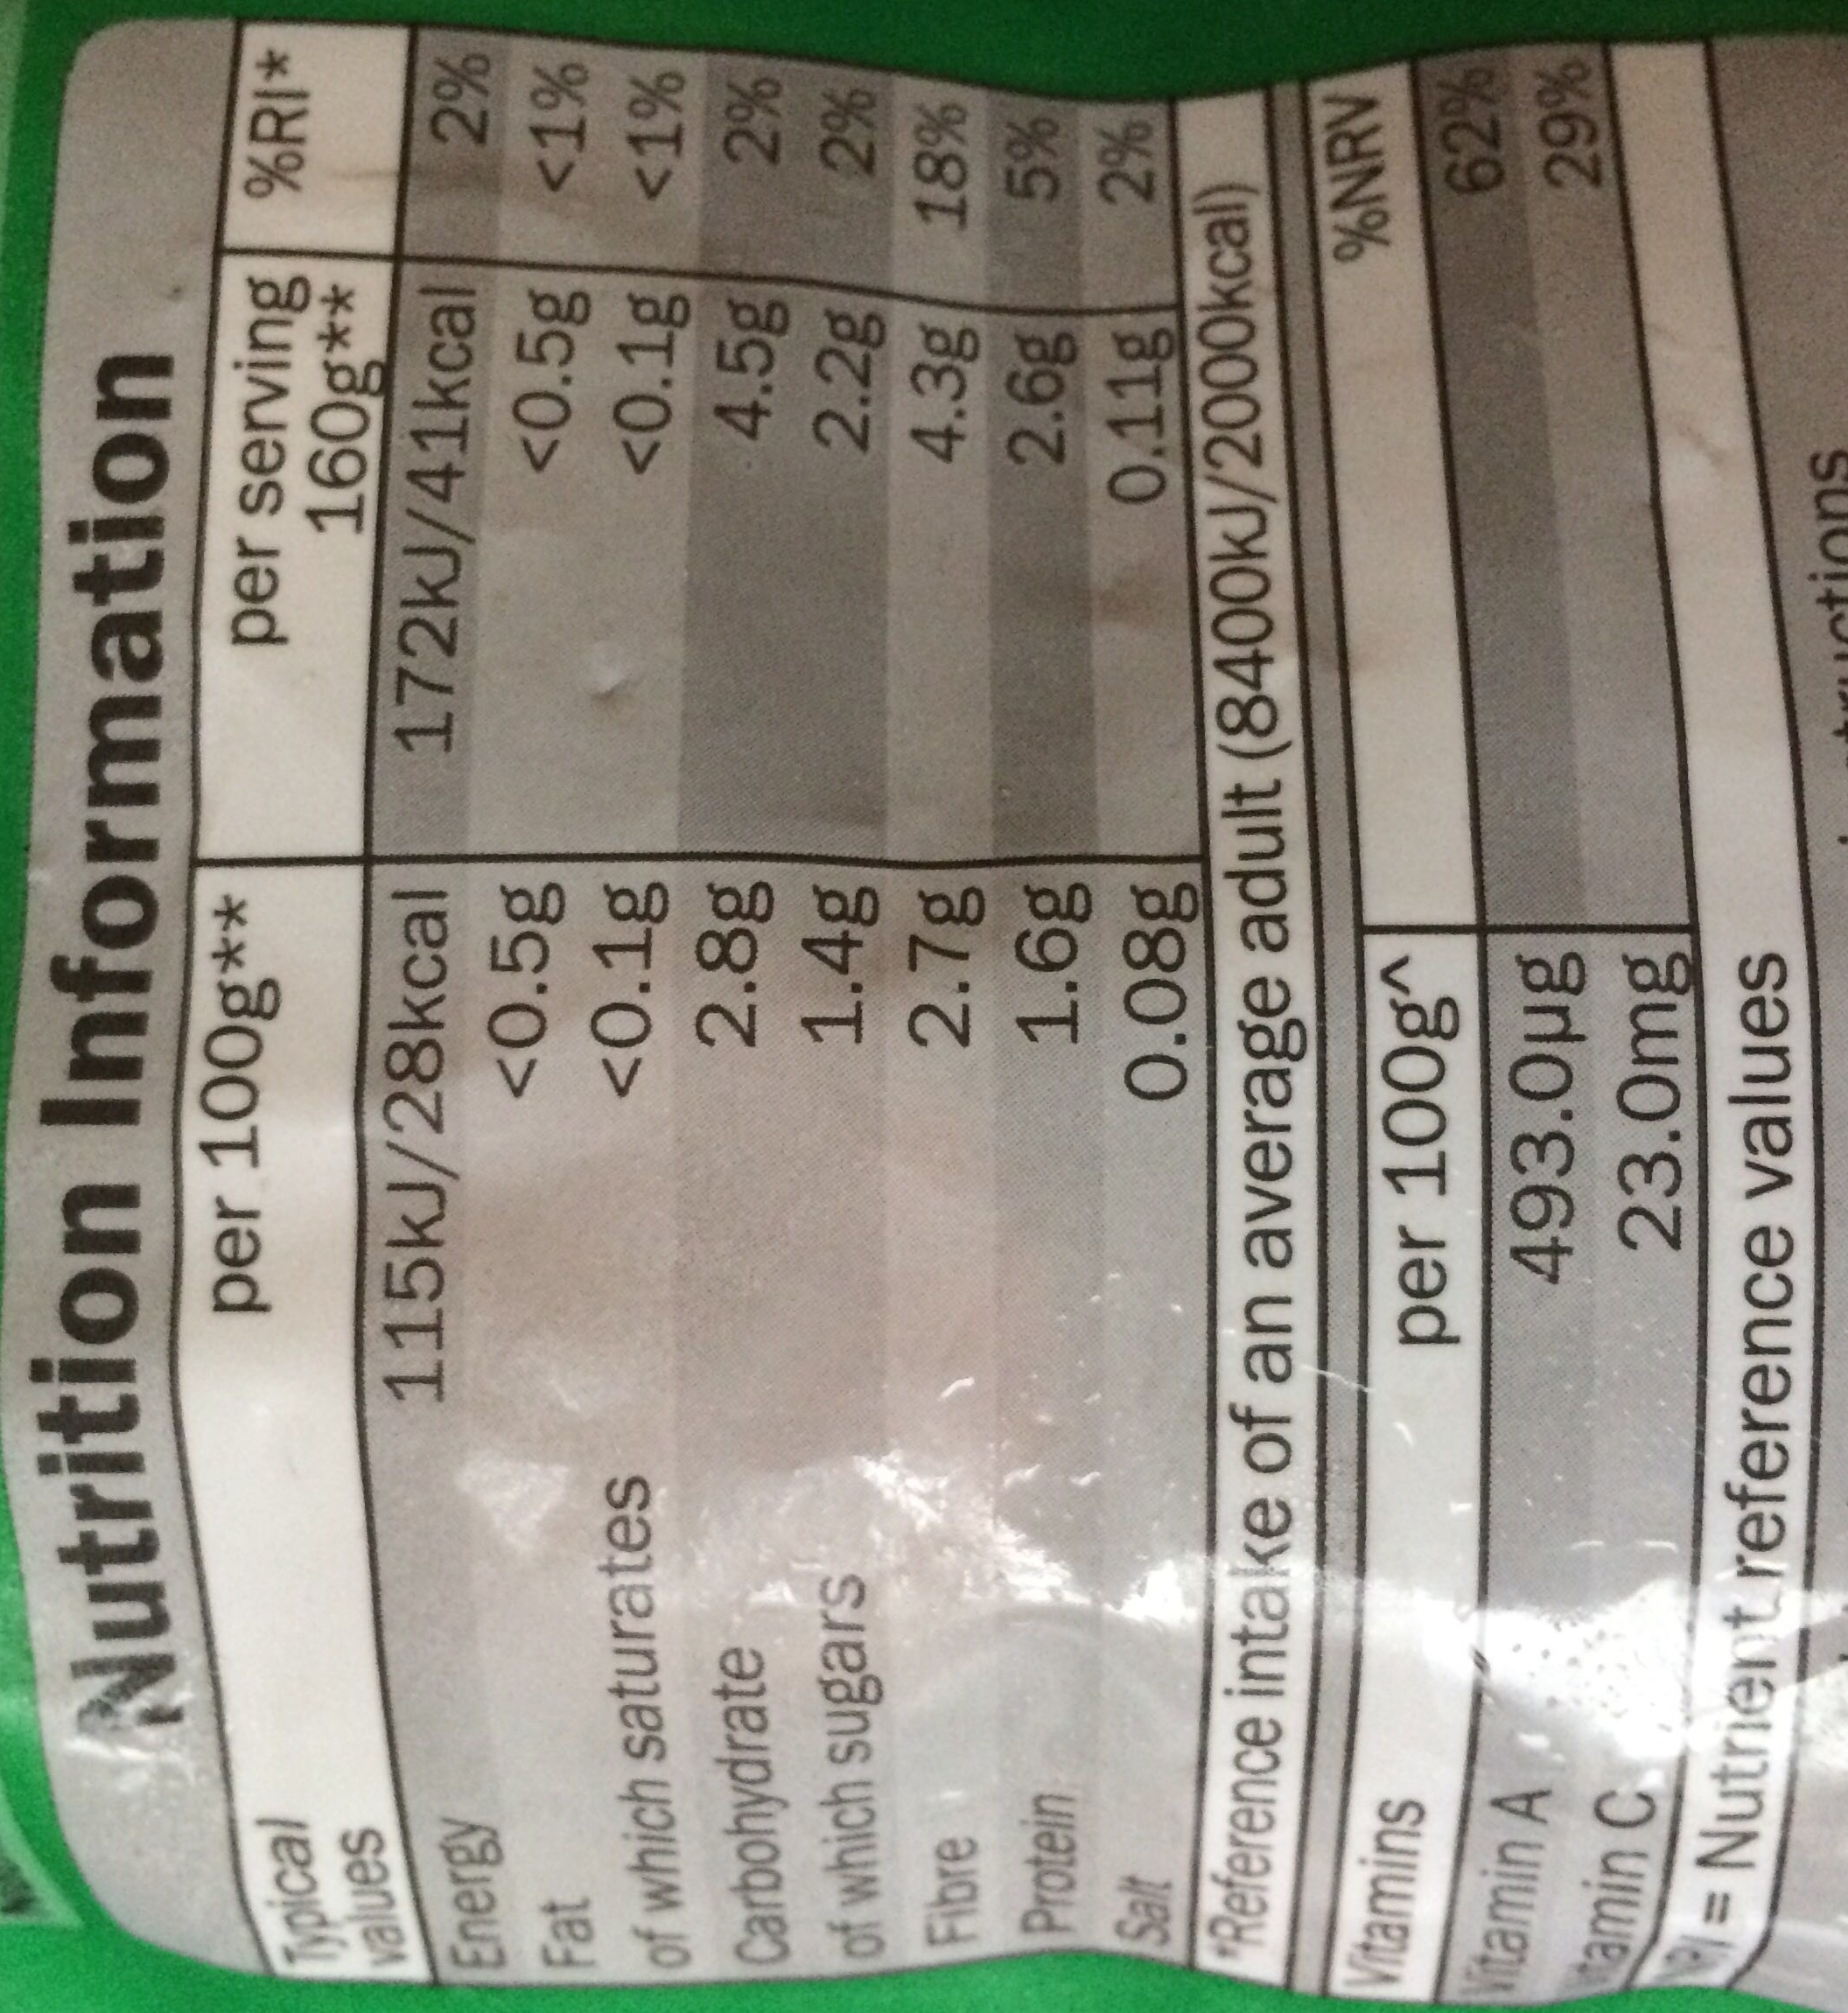 Nutrition Information
Typical values per 100g** per serving 160g** %RI*
Energy 115kJ/28kcal 172kJ/41kcal 2%
Fat <0.5g <0.5g <1%
of which saturates <0.1g <0.1g <1%
Carbohydrate 2.8g 4.5g 2%
of which sugars 1.4g 2.2g 2%
Fibre 2.7g 4.3g 18%
Protein 1.6g 2.6g 5%
Salt 0.08g 0.11g 2%
*Reference intake of an average adult (8400kJ/2000kcal)
Vitamins per 100g^ %NRV
Vitamin A 493.0µg 62%
Vitamin C 23.0mg 29%
= Nutrient reference values